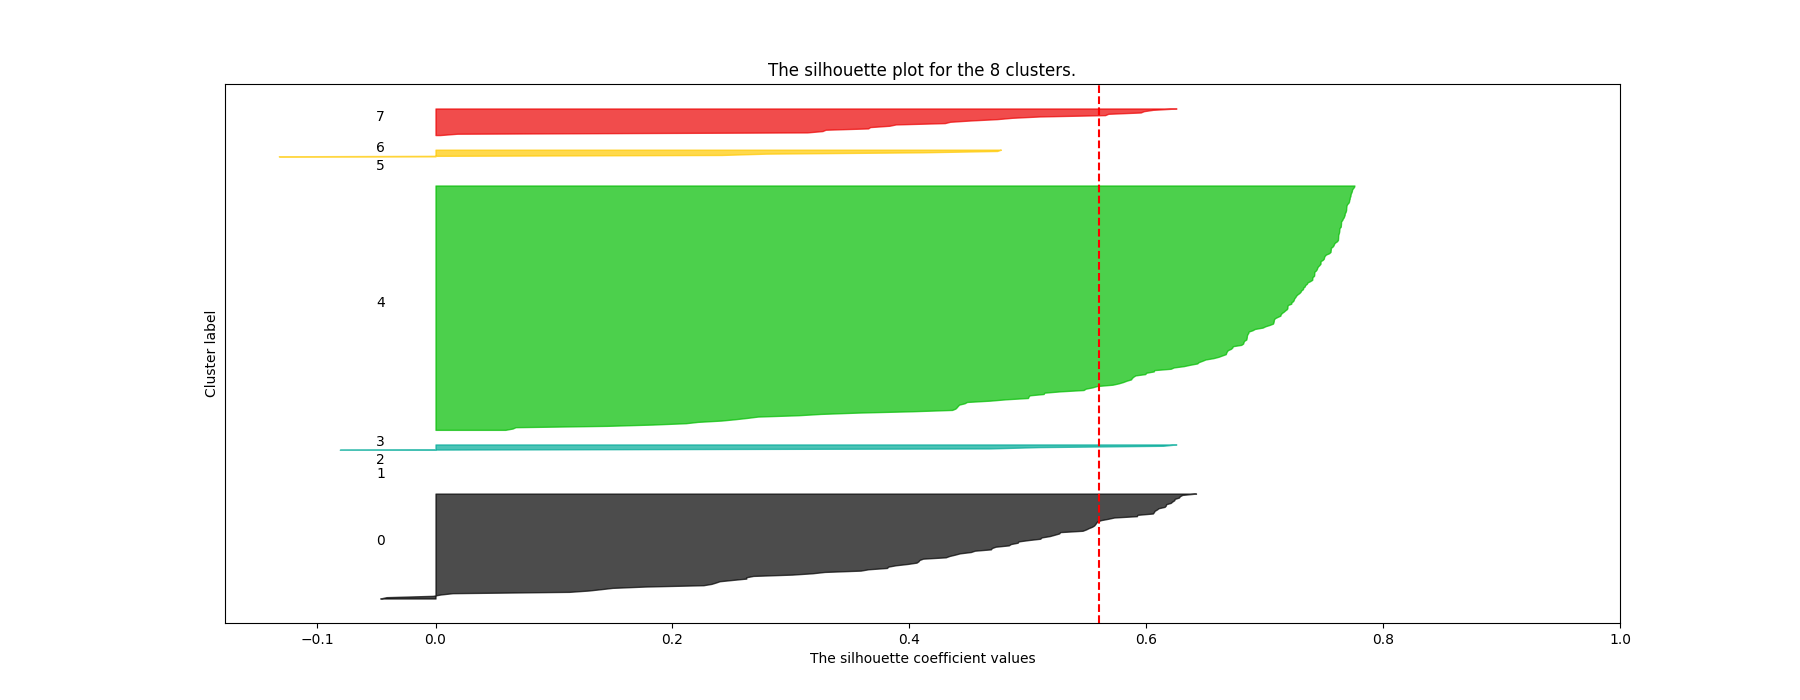 The silhouette plot for the 8 clusters.
7
6
5
4
3
2
1
0
Cluster label
−0.1 0.0 0.2 0.4 0.6 0.8 1.0
The silhouette coefficient values